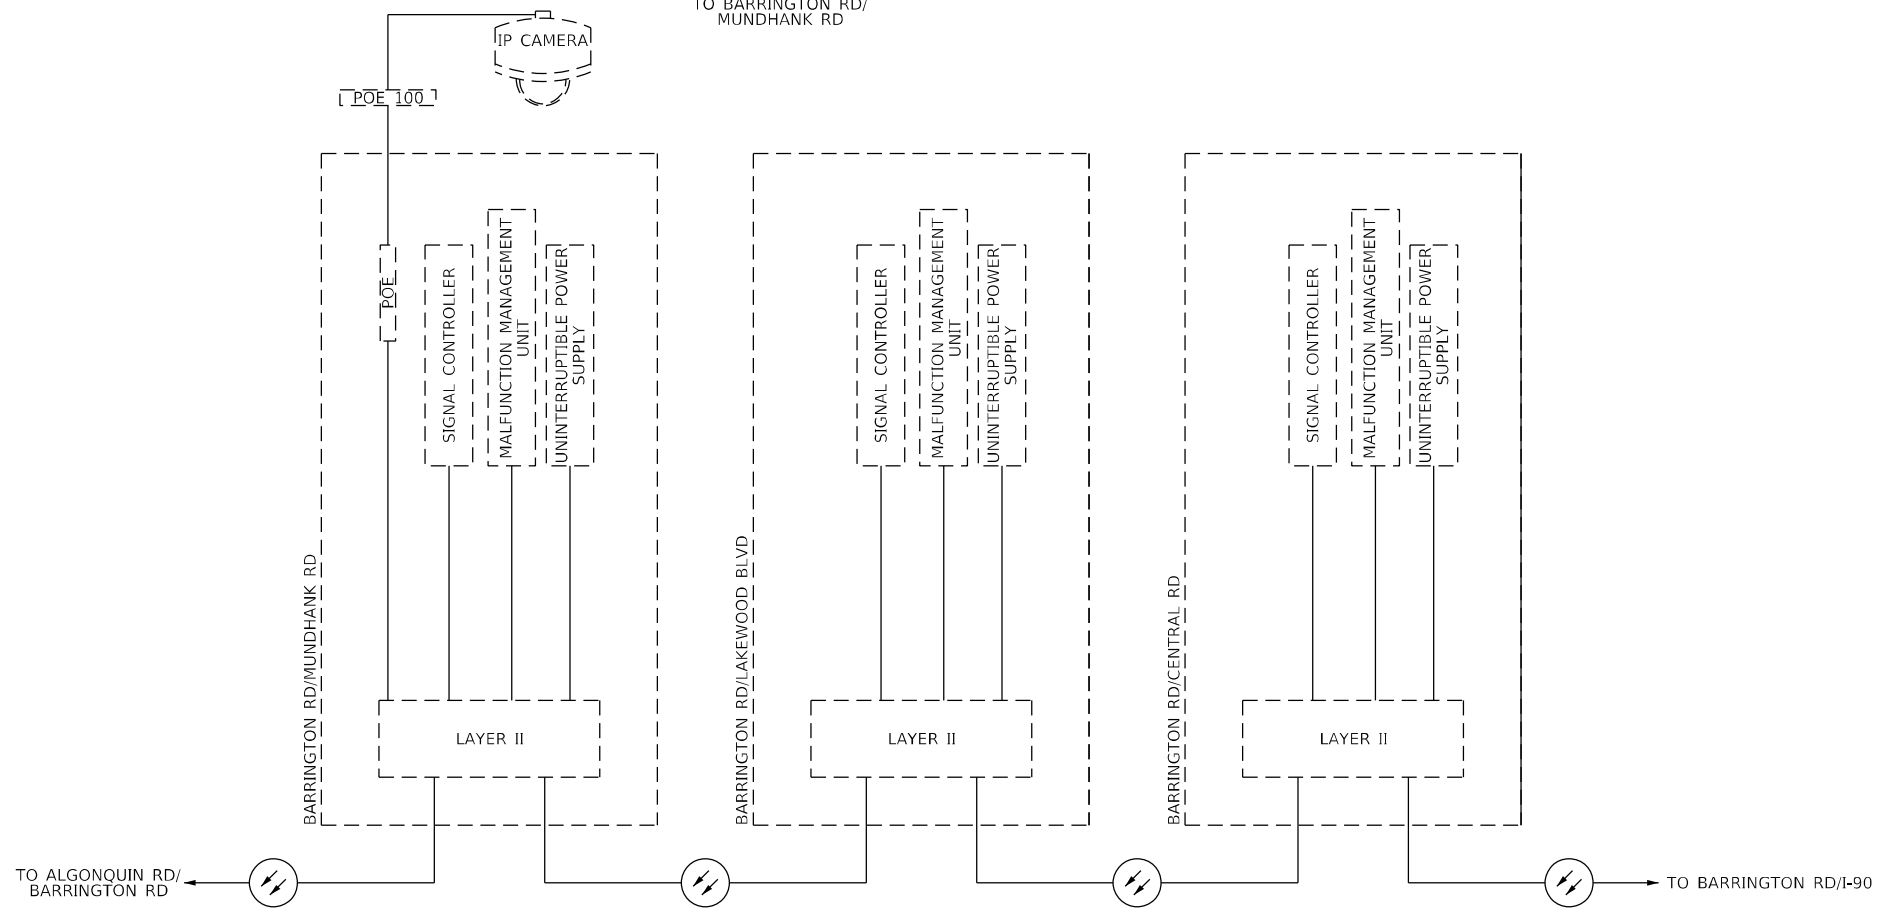 TO BARRINGTON RD/
MUNDHANK RD
IP CAMERA
POE 100
BARRINGTON RD/MUNDHANK RD
POE
SIGNAL CONTROLLER
MALFUNCTION MANAGEMENT
UNIT
UNINTERRUPTIBLE POWER
SUPPLY
LAYER II
BARRINGTON RD/LAKEWOOD BLVD
SIGNAL CONTROLLER
MALFUNCTION MANAGEMENT
UNIT
UNINTERRUPTIBLE POWER
SUPPLY
LAYER II
BARRINGTON RD/CENTRAL RD
SIGNAL CONTROLLER
MALFUNCTION MANAGEMENT
UNIT
UNINTERRUPTIBLE POWER
SUPPLY
LAYER II
TO ALGONQUIN RD/
BARRINGTON RD
TO BARRINGTON RD/I-90